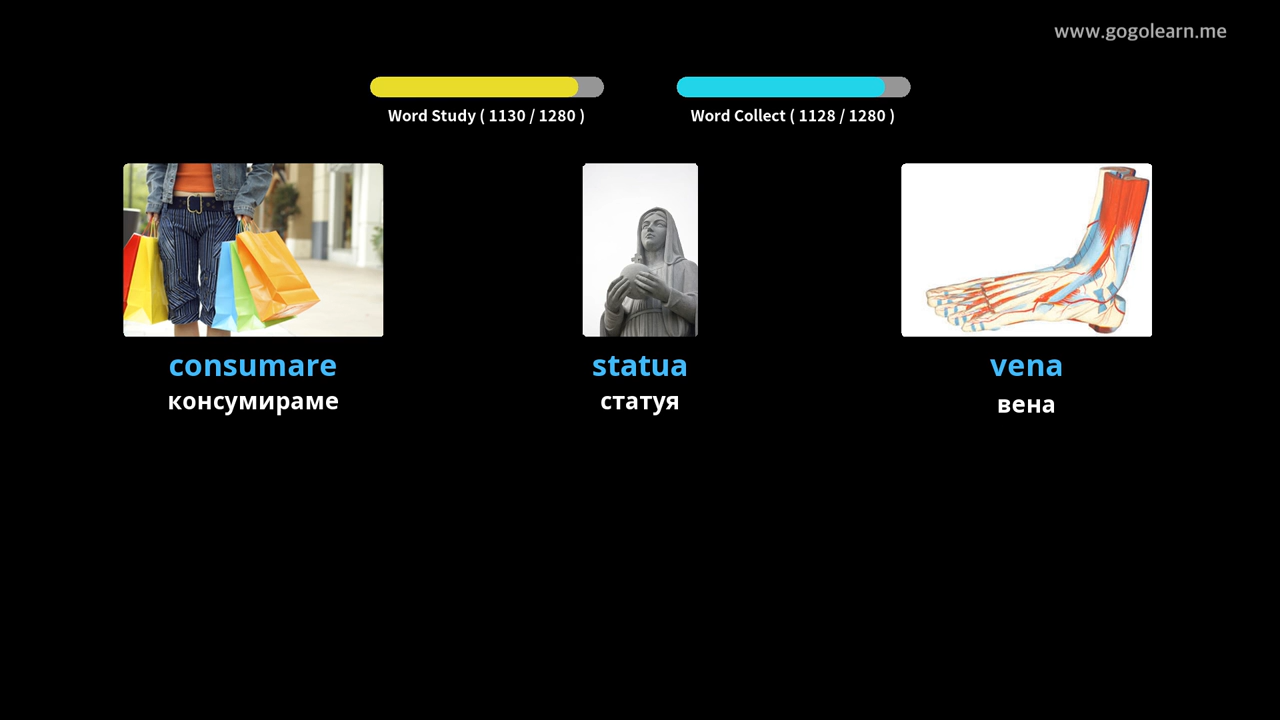 www.gogolearn.me
Word Study ( 1130 / 1280 )
Word Collect ( 1128 / 1280 )
consumare
консумираме
statua
статуя
vena
вена